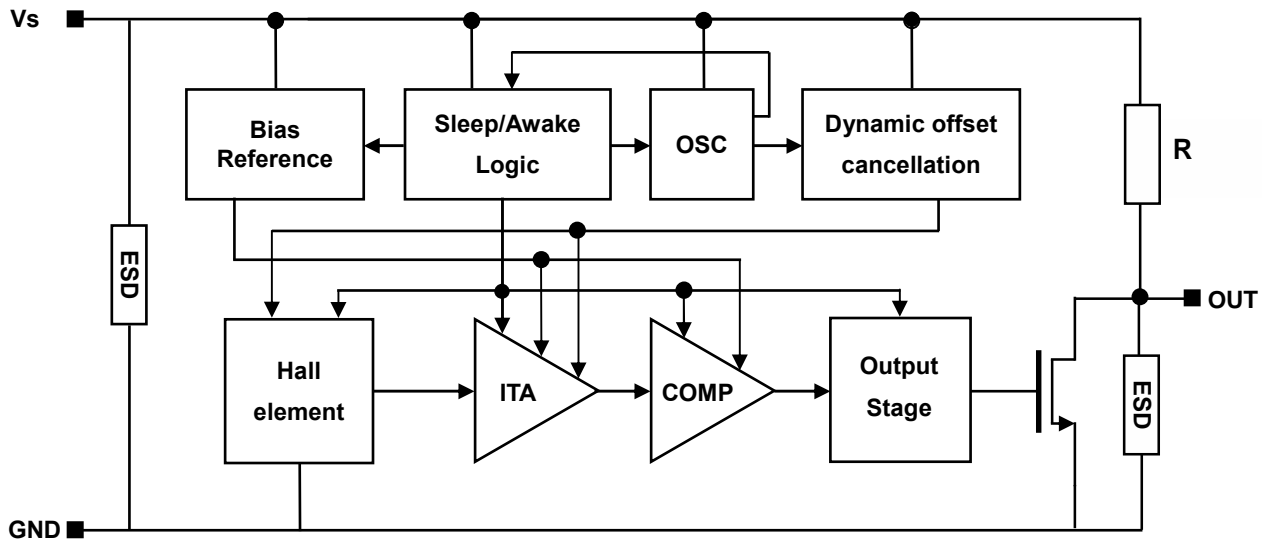 Vs
Bias
Reference
Sleep/Awake
Logic
OSC
Dynamic offset
cancellation
R
ESD
OUT
Hall
element
ITA
COMP
Output
Stage
ESD
GND